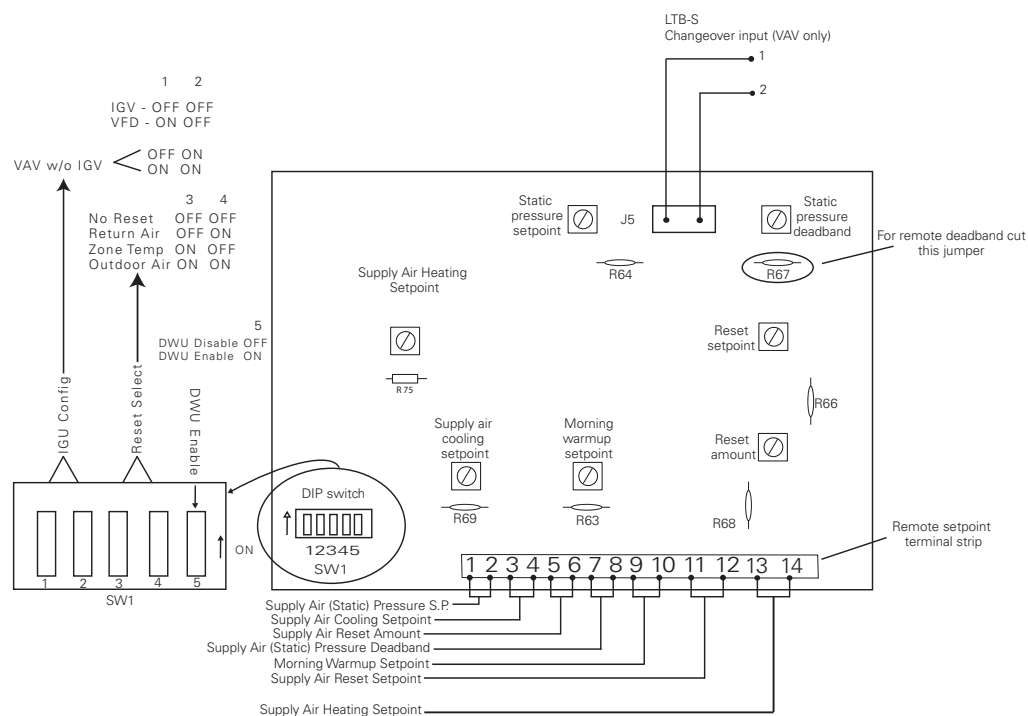 LTB-S
Changeover input (VAV only)
1
2
1 2
IGV - OFF OFF
VFD - ON OFF
VAV w/o IGV
OFF ON
ON ON
3 4
No Reset OFF OFF
Return Air OFF ON
Zone Temp ON OFF
Outdoor Air ON ON
5
DWU Disable OFF
DWU Enable ON
IGU Config
Reset Select
DWU Enable
1 2 3 4 5
ON
SW1
DIP switch
12345
SW1
Static
pressure
setpoint
J5
Static
pressure
deadband
R64
R67
For remote deadband cut
this jumper
Supply Air Heating
Setpoint
R75
Reset
setpoint
R66
Supply air
cooling
setpoint
R69
Morning
warmup
setpoint
R63
Reset
amount
R68
Remote setpoint
terminal strip
1 2 3 4 5 6 7 8 9 10 11 12 13 14
Supply Air (Static) Pressure S.P.
Supply Air Cooling Setpoint
Supply Air Reset Amount
Supply Air (Static) Pressure Deadband
Morning Warmup Setpoint
Supply Air Reset Setpoint
Supply Air Heating Setpoint